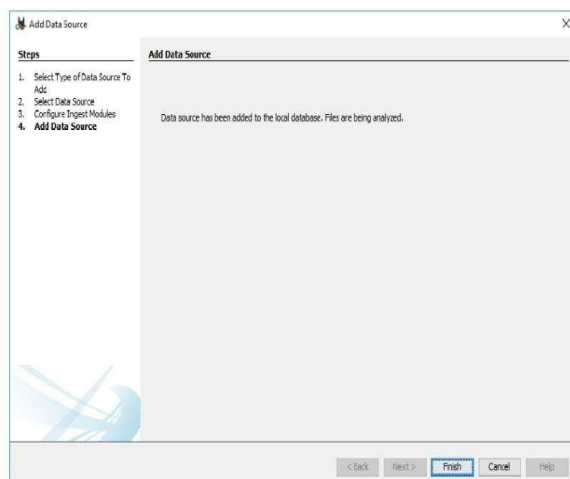 Add Data Source
Steps
1. Select Type of Data Source To
Add
2. Select Data Source
3. Configure Ingest Modules
4. Add Data Source
Add Data Source
Data source has been added to the local database. Files are being analyzed.
< Back Next > Finish Cancel Help